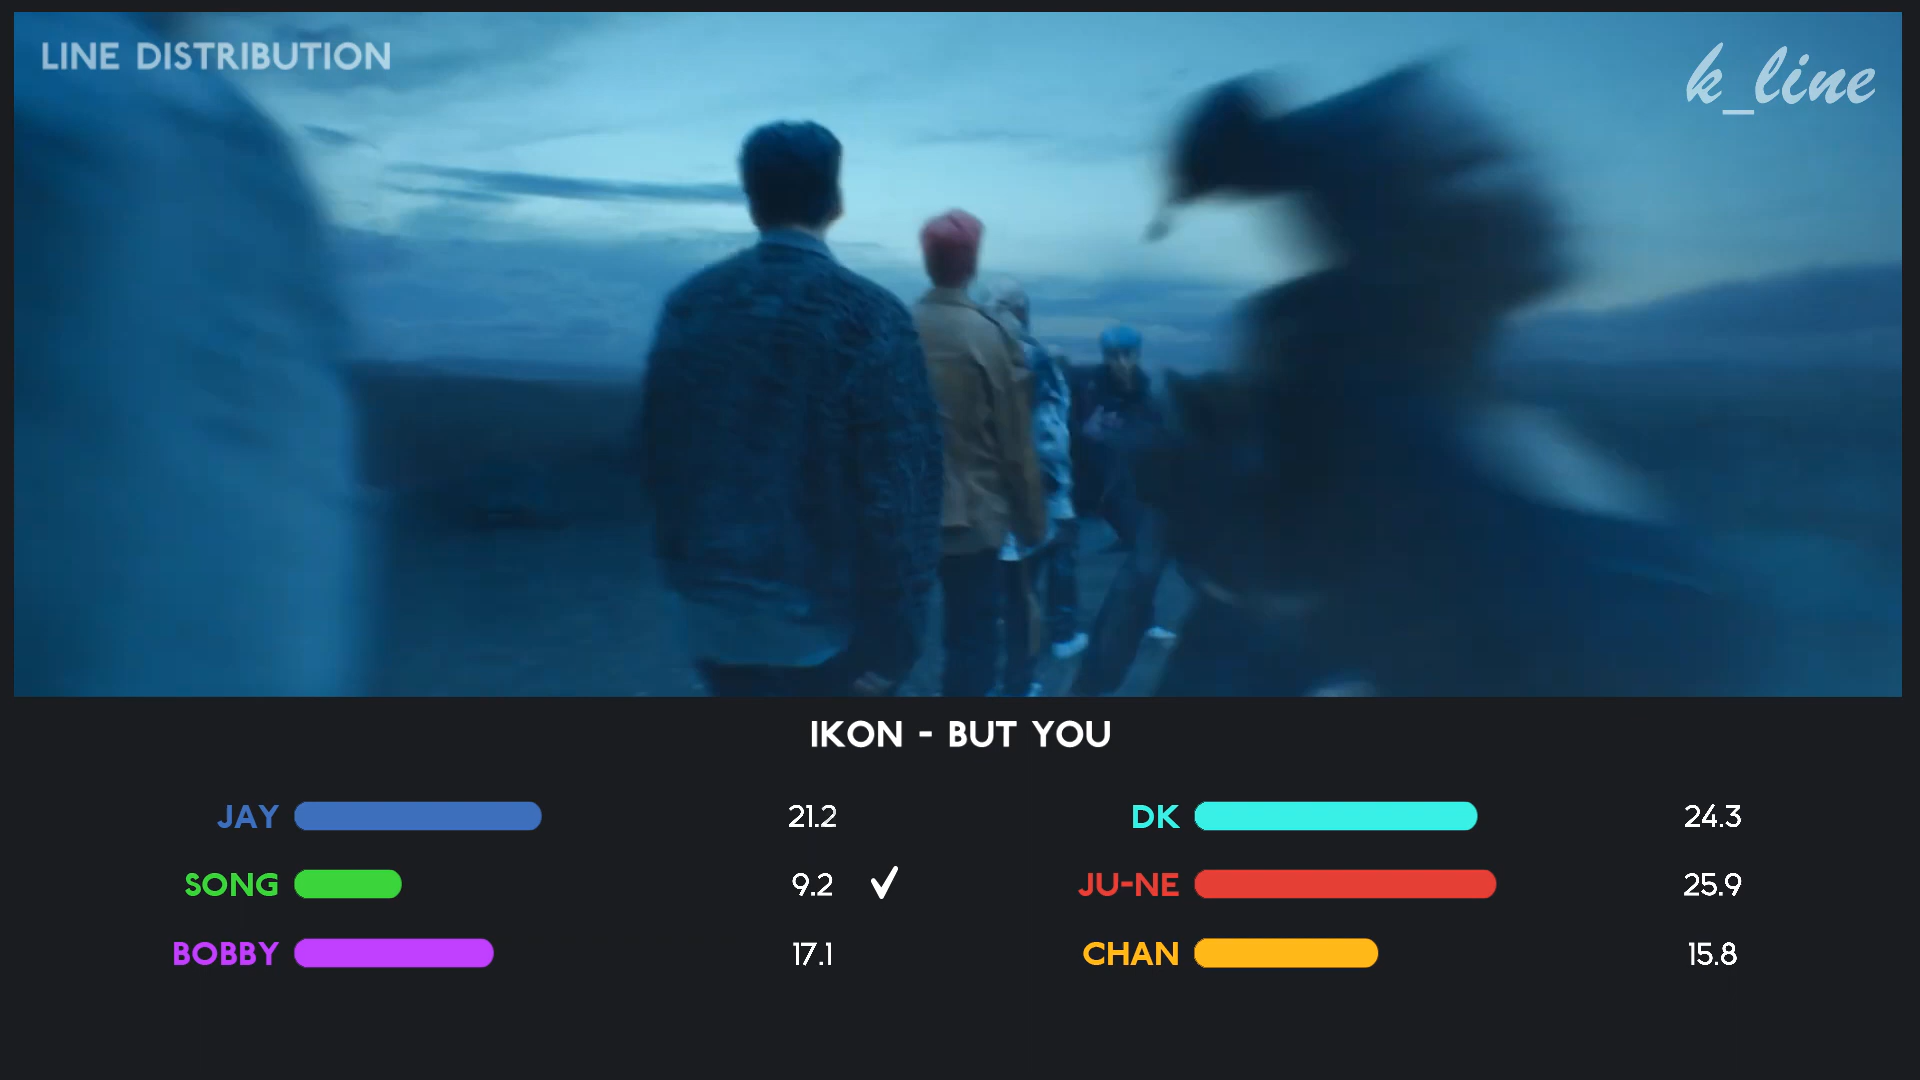 LINE DISTRIBUTION
k_line
IKON - BUT YOU
JAY 21.2
SONG 9.2 ✓
BOBBY 17.1
DK 24.3
JU-NE 25.9
CHAN 15.8